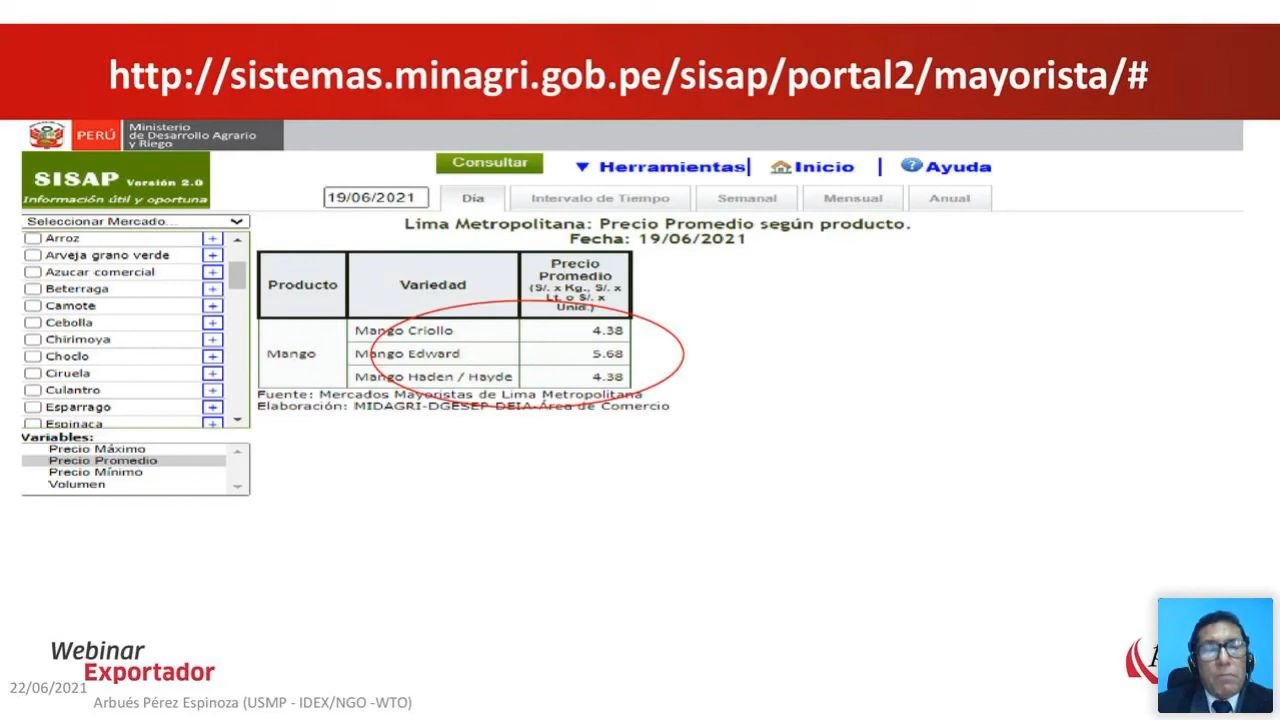 http://sistemas.minagri.gob.pe/sisap/portal2/mayorista/#
PERÚ
Ministerio
de Desarrollo Agrario
y Riego
SISAP Versión 2.0
Información útil y oportuna
Consultar
▼ Herramientas|
Inicio |
? Ayuda
19/06/2021
Día
Intervalo de Tiempo
Semanal
Mensual
Anual
Seleccionar Mercado...
Arroz +
Arveja grano verde +
Azucar comercial +
Beterraga +
Camote +
Cebolla +
Chirimoya +
Choclo +
Ciruela +
Culantro +
Esparrago +
Espinaca +
Variables:
Precio Máximo
Precio Promedio
Precio Mínimo
Volumen
Lima Metropolitana: Precio Promedio según producto.
Fecha: 19/06/2021
Producto
Variedad
Precio
Promedio
(S/. x Kg., S/. x
Lt. o S/. x
Unid.)
Mango
Mango Criollo 4.38
Mango Edward 5.68
Mango Haden / Hayde 4.38
Fuente: Mercados Mayoristas de Lima Metropolitana
Elaboración: MIDAGRI-DGESEP-DEIA-Área de Comercio
Webinar
Exportador
22/06/2021
Arbués Pérez Espinoza (USMP - IDEX/NGO -WTO)